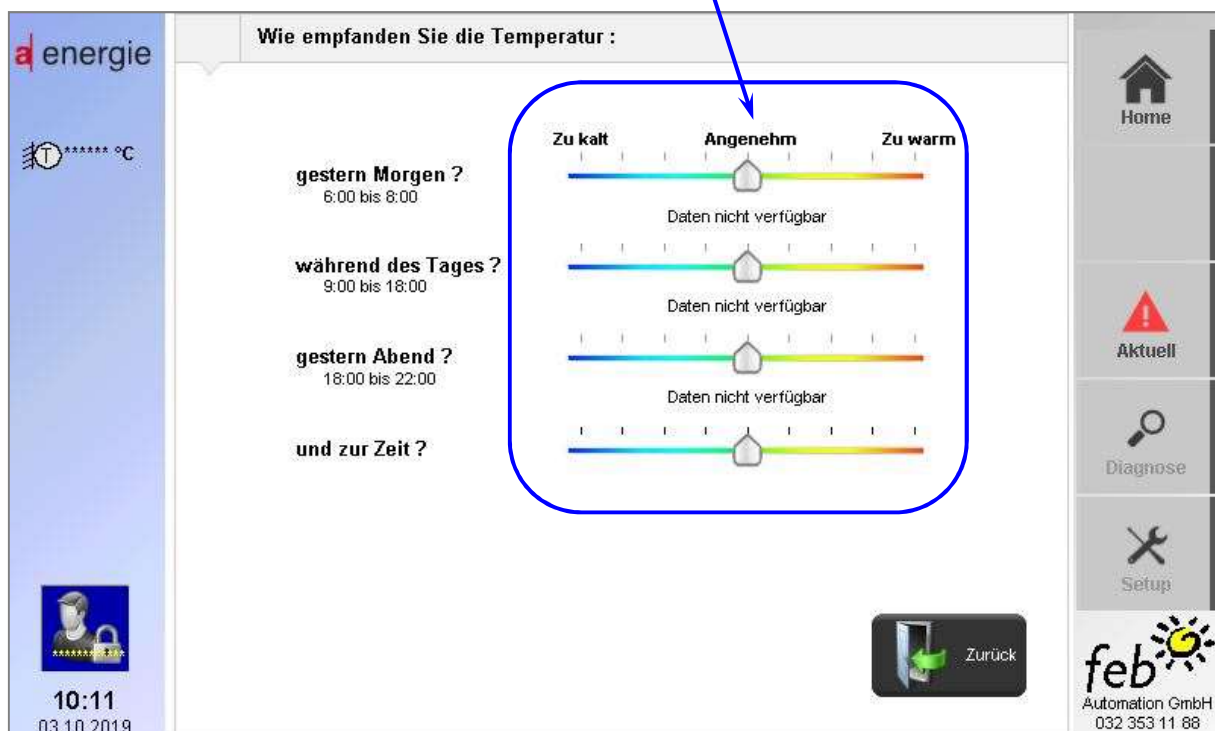 a energie
T ****** °C
10:11
03.10.2019
Wie empfanden Sie die Temperatur :
Zu kalt Angenehm Zu warm
gestern Morgen ?
6:00 bis 8:00
Daten nicht verfügbar
während des Tages ?
9:00 bis 18:00
Daten nicht verfügbar
gestern Abend ?
18:00 bis 22:00
Daten nicht verfügbar
und zur Zeit ?
Zurück
Home
Aktuell
Diagnose
Setup
feb
Automation GmbH
032 353 11 88